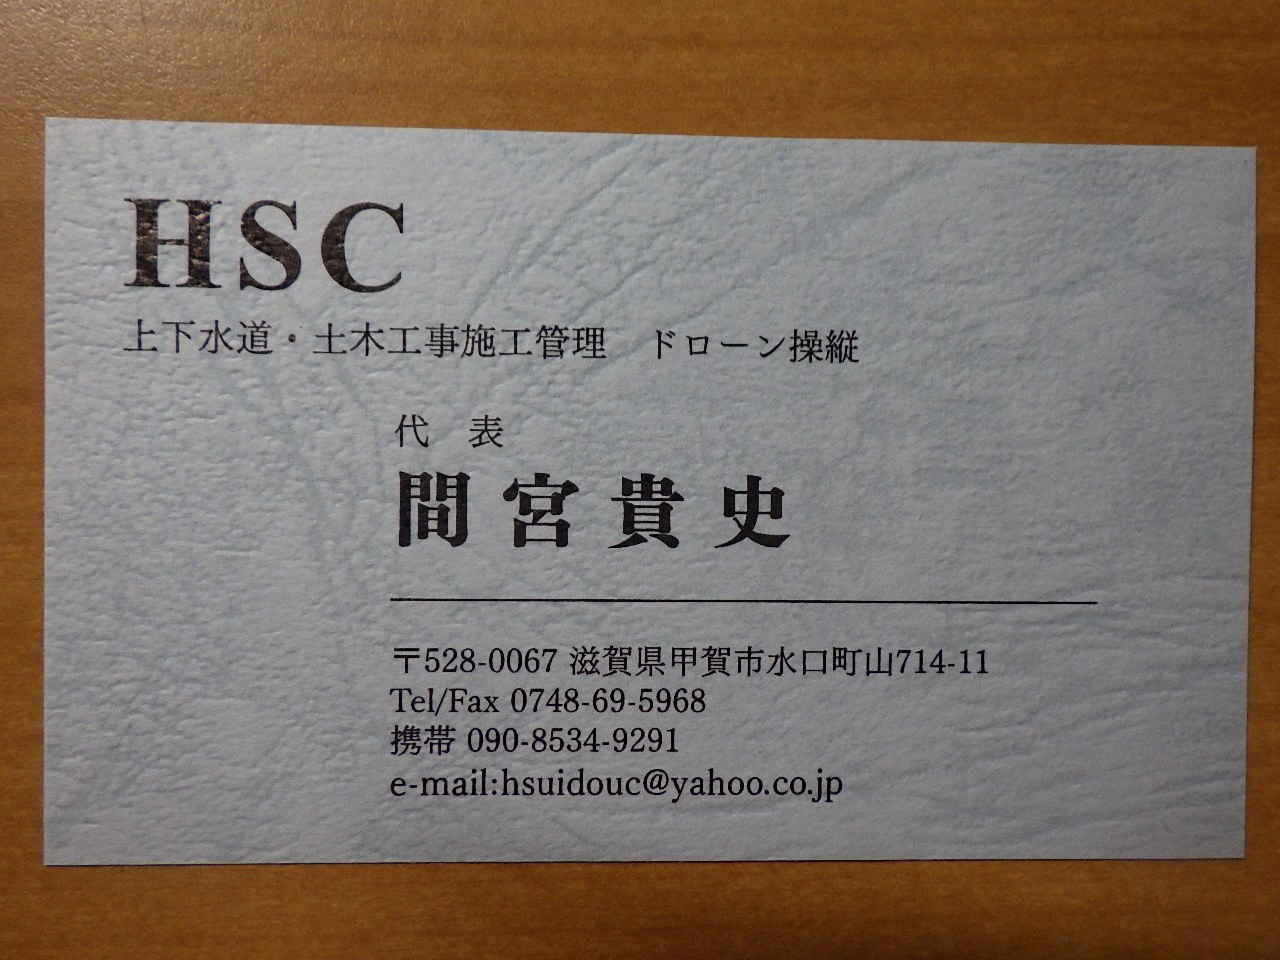 HSC
上下水道・土木工事施工管理　ドローン操縦
代　表
間宮貴史
〒528-0067 滋賀県甲賀市水口町山714-11
Tel/Fax 0748-69-5968
携帯 090-8534-9291
e-mail:hsuidouc@yahoo.co.jp